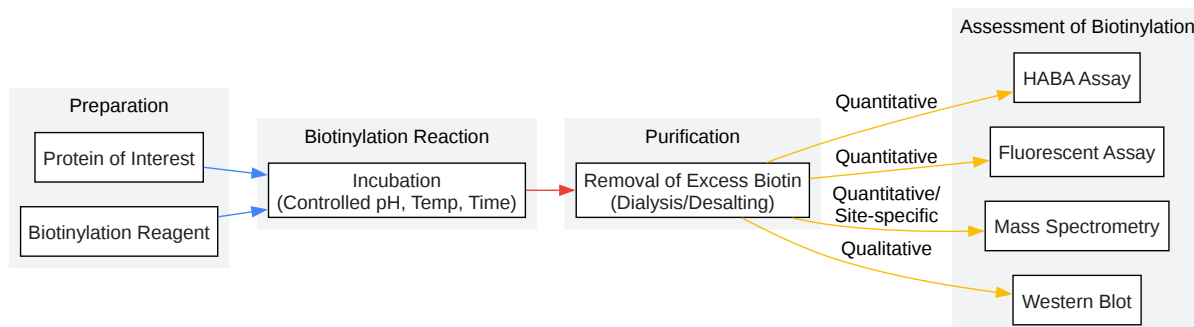 Preparation
Protein of Interest
Biotinylation Reagent
Biotinylation Reaction
Incubation
(Controlled pH, Temp, Time)
Purification
Removal of Excess Biotin
(Dialysis/Desalting)
Quantitative
Quantitative
Quantitative/
Site-specific
Qualitative
Assessment of Biotinylation
HABA Assay
Fluorescent Assay
Mass Spectrometry
Western Blot